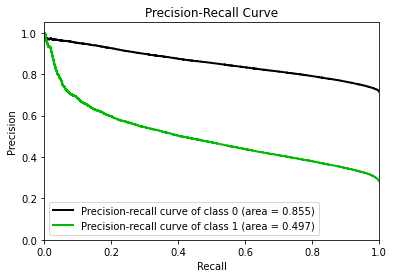 Precision-Recall Curve
1.0
0.8
0.6
0.4
0.2
0.0
Precision
Precision-recall curve of class 0 (area = 0.855)
Precision-recall curve of class 1 (area = 0.497)
0.0 0.2 0.4 0.6 0.8 1.0
Recall